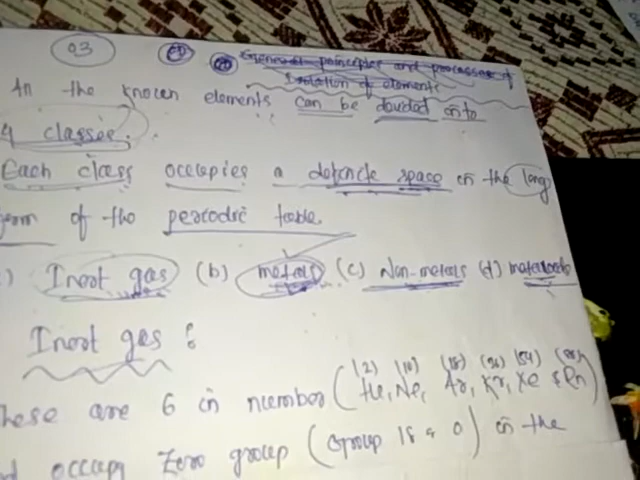 03
General principles and processes of
Isolation of elements
All the known elements can be divided into
4 classes.
Each class occupies a definite space in the long
form of the periodic table.
) Inert gas (b) metals (c) Non-metals (d) metalloids
Inert gas :
(2) (10) (18) (36) (54) (86)
These are 6 in number (He, Ne, Ar, Kr, Xe & Rn)
occupy Zero group (Group 18 & 0) in the